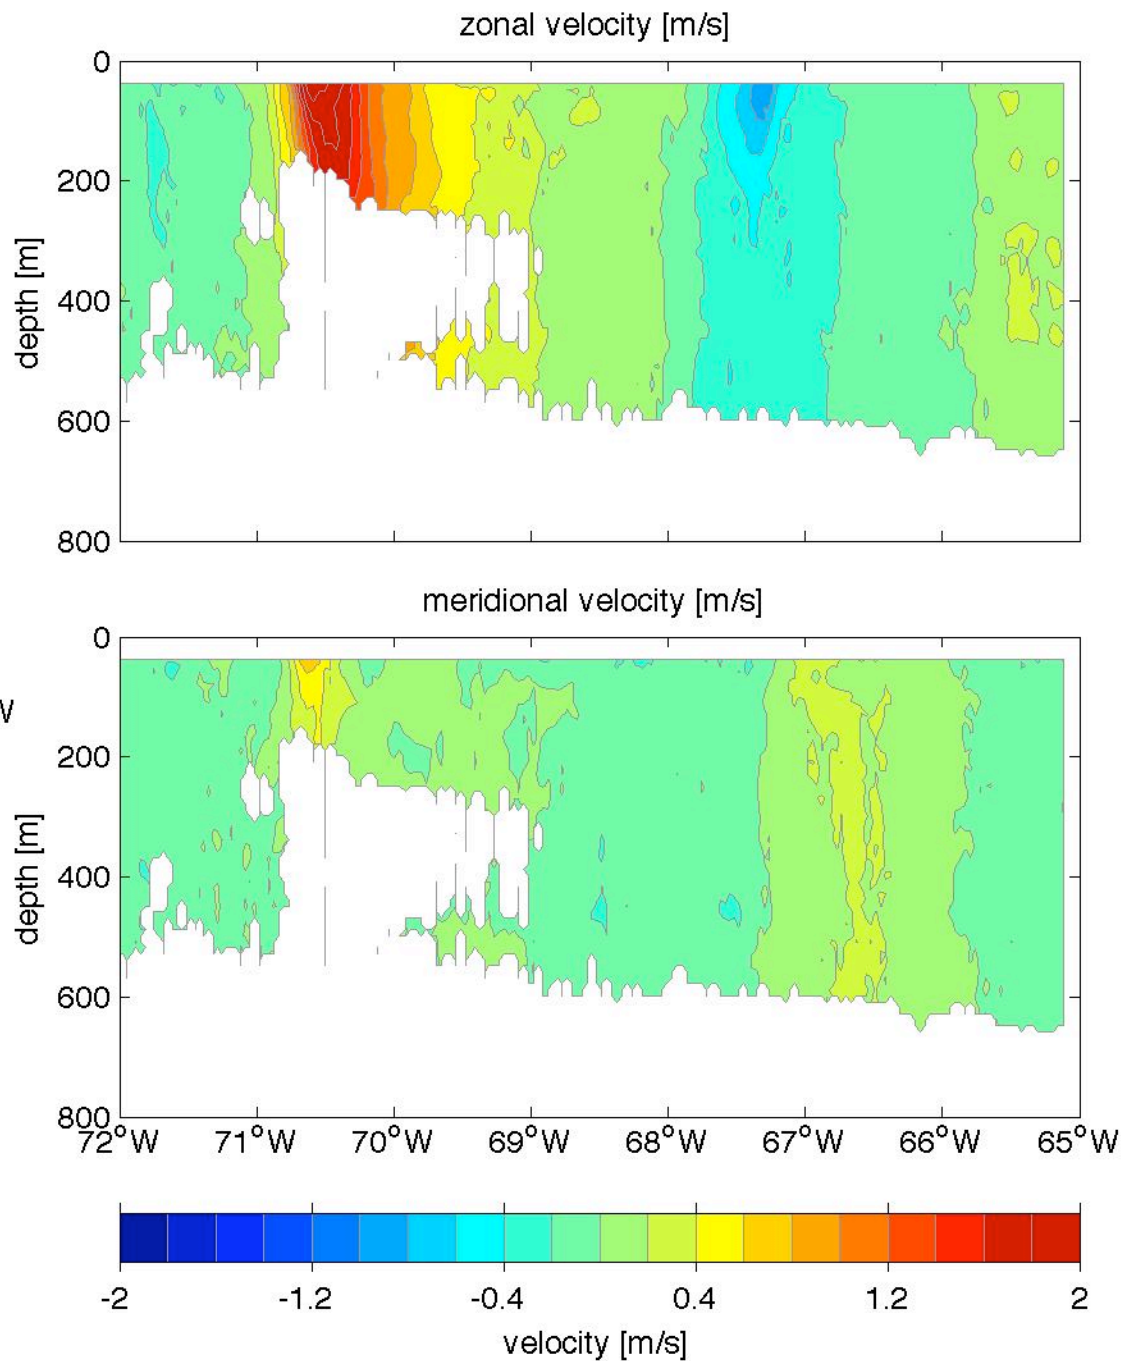 zonal velocity [m/s]
0
200
400
600
800
depth [m]
meridional velocity [m/s]
0
200
400
600
800
depth [m]
W
72°W 71°W 70°W 69°W 68°W 67°W 66°W 65°W
-2 -1.2 -0.4 0.4 1.2 2
velocity [m/s]